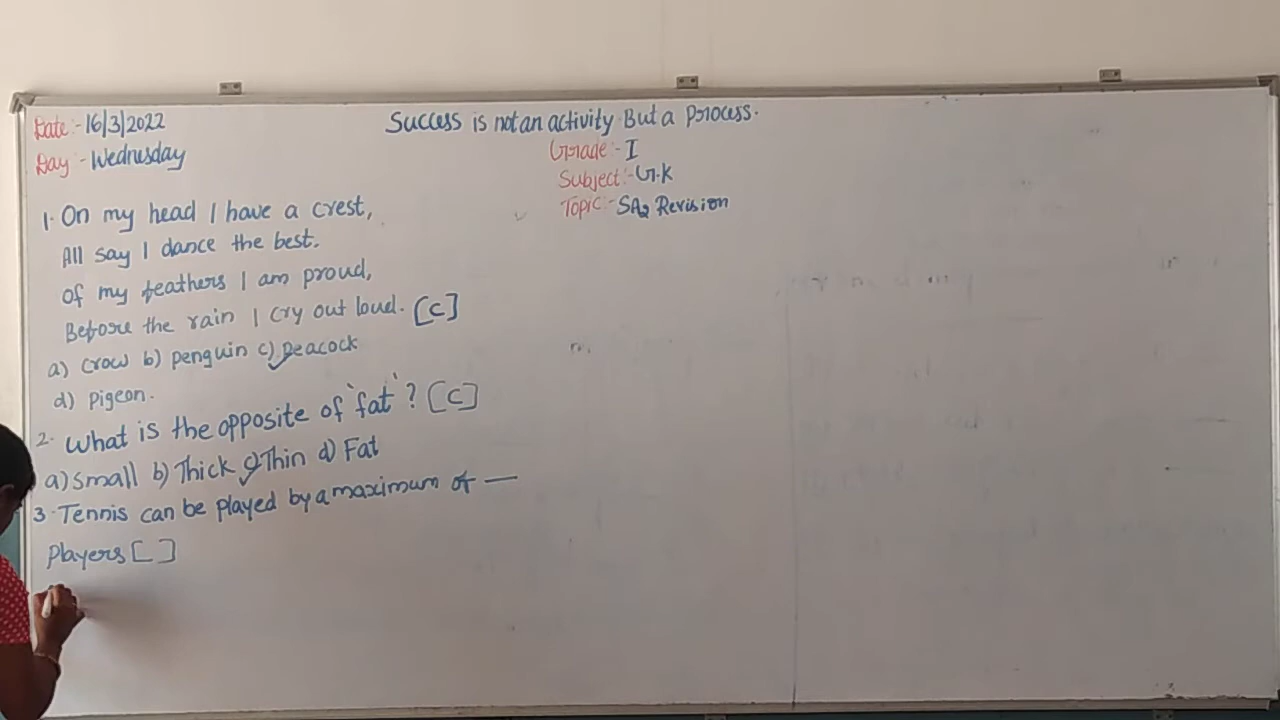 Date:- 16/3/2022
Success is not an activity But a process.
Day:- Wednesday
Grade:- I
Subject:- G.K
Topic:- SA2 Revision
1. On my head I have a crest,
All say I dance the best.
of my feathers I am proud,
Before the rain I cry out loud. [C]
a) crow b) penguin c) peacock
d) pigeon.
2. What is the opposite of 'fat'? [C]
a) Small b) Thick c) Thin d) Fat
3. Tennis can be played by a maximum of —
players [ ]